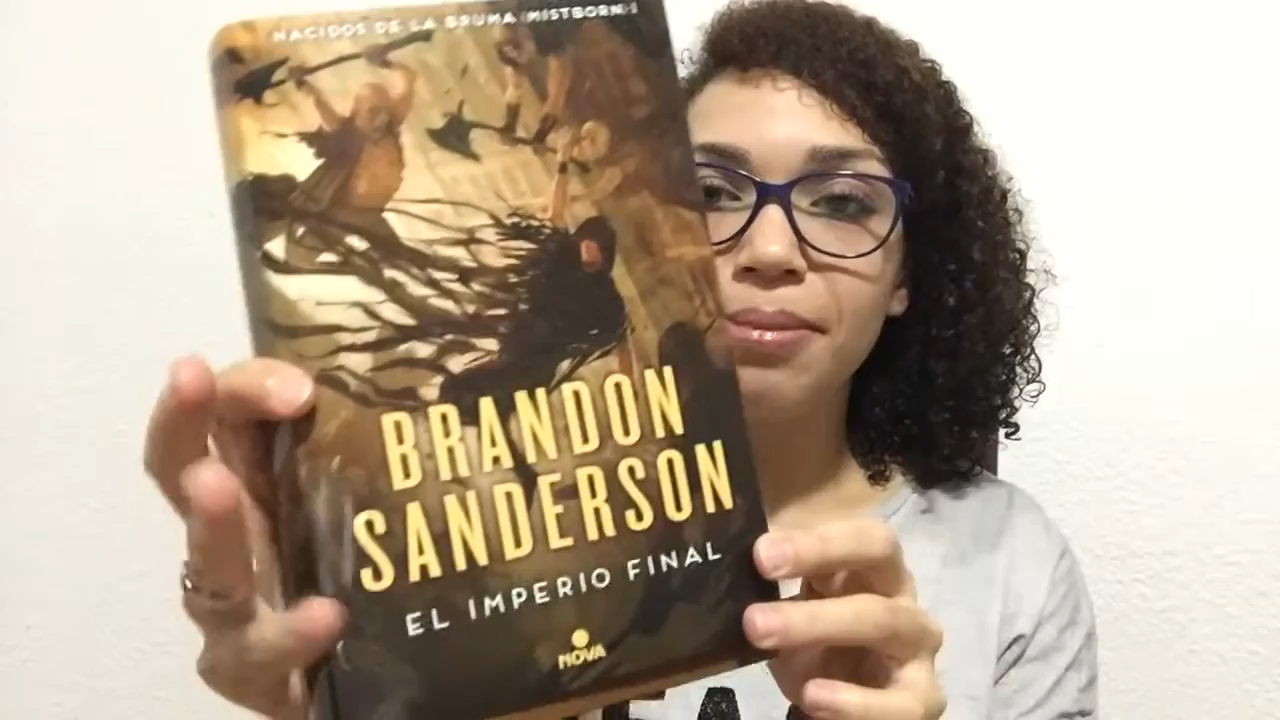 NACIDOS DE LA BRUMA (MISTBORN) I
BRANDON
SANDERSON
EL IMPERIO FINAL
NOVA